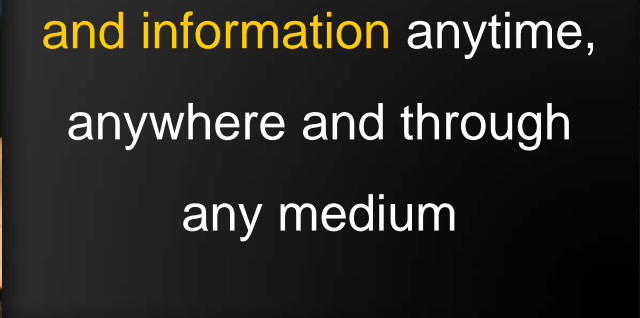 and information anytime,
anywhere and through
any medium